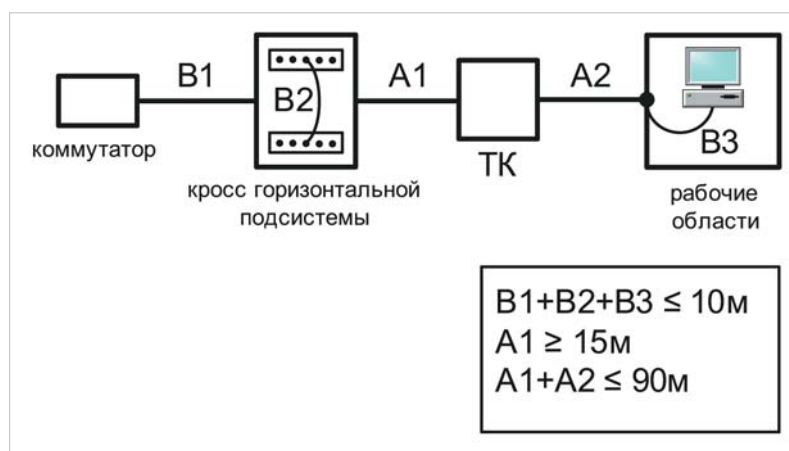 B1
B2
A1
A2
B3
коммутатор
ТК
кросс горизонтальной
подсистемы
рабочие
области
B1+B2+B3 ≤ 10м
A1 ≥ 15м
A1+A2 ≤ 90м